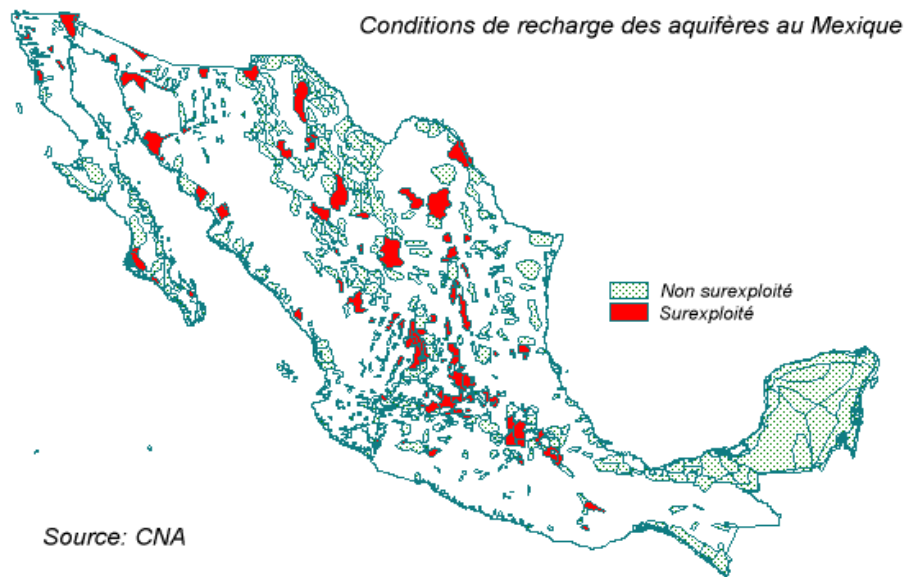 Conditions de recharge des aquifères au Mexique
Non surexploité
Surexploité
Source: CNA